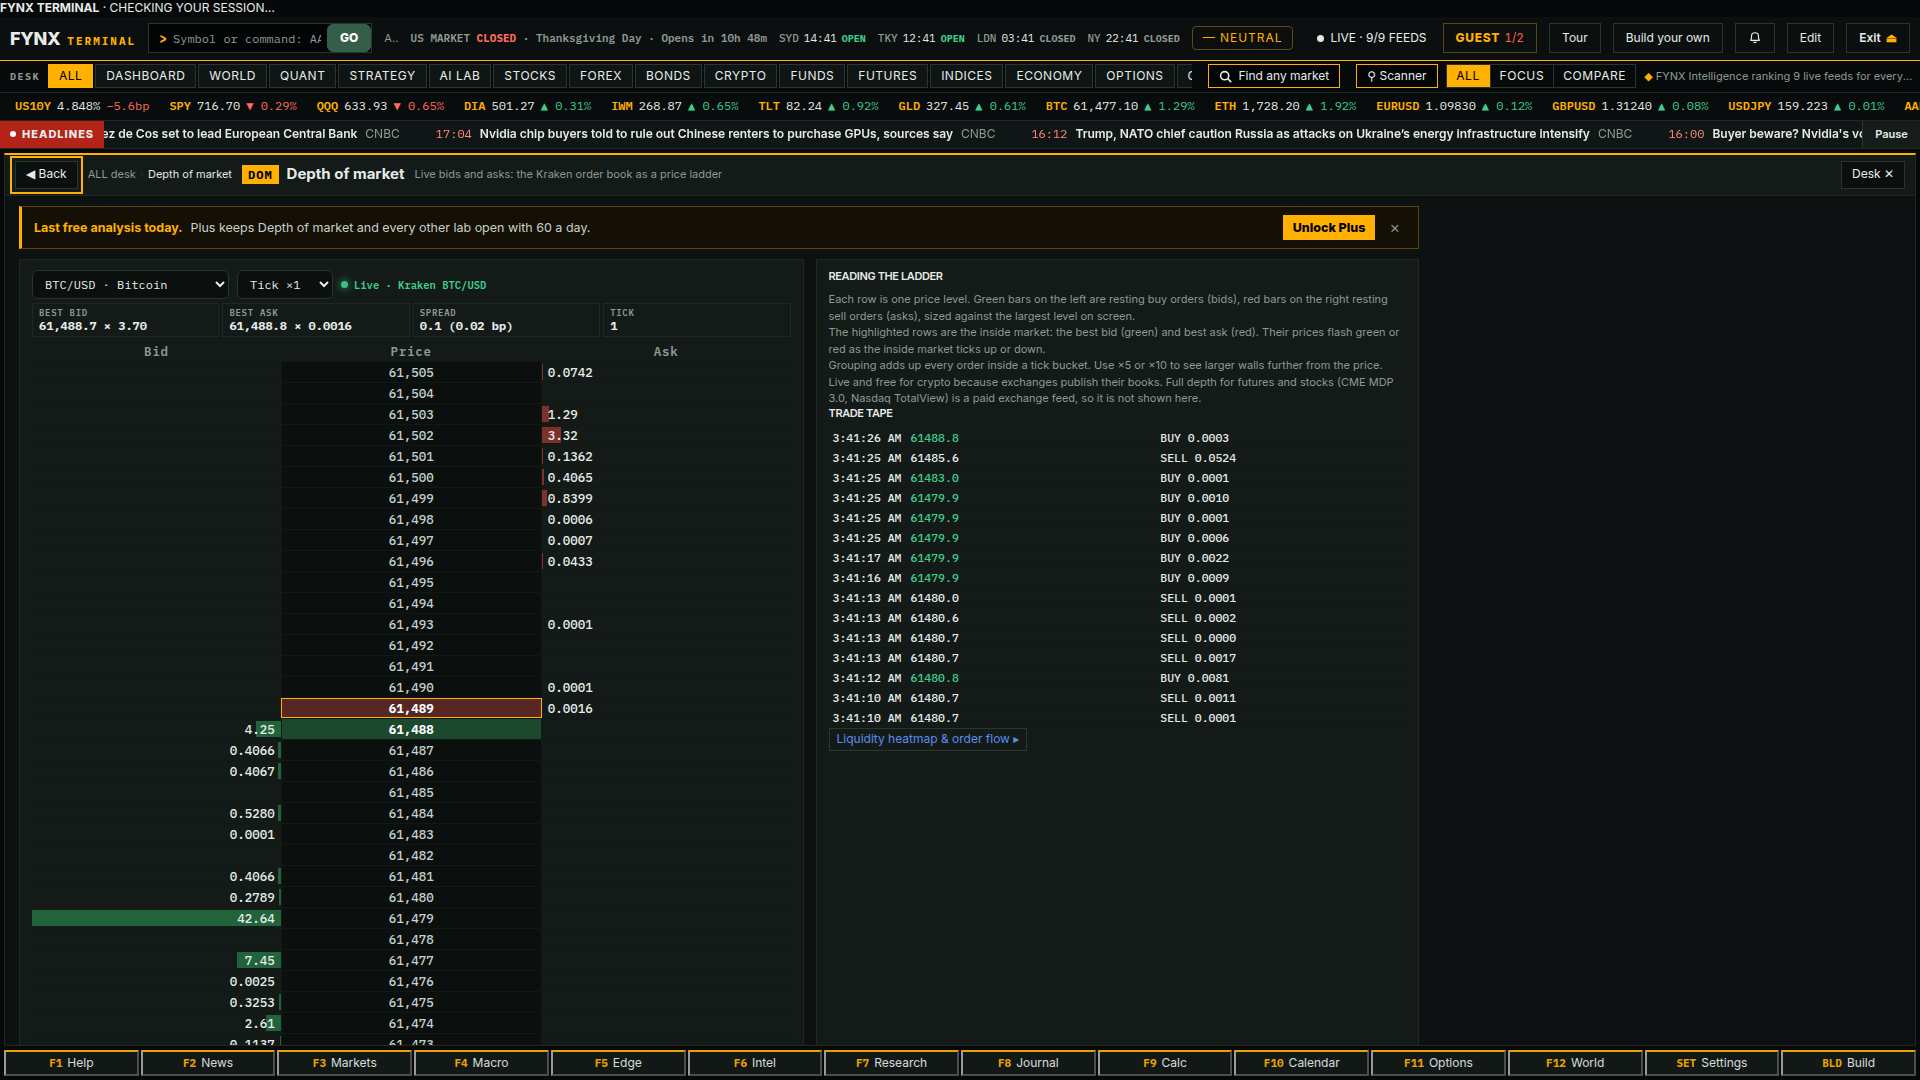 FYNX TERMINAL · CHECKING YOUR SESSION...
FYNX TERMINAL > Symbol or command: GO A.. US MARKET CLOSED · Thanksgiving Day · Opens in 10h 48m SYD 14:41 OPEN TKY 12:41 OPEN LDN 03:41 CLOSED NY 22:41 CLOSED — NEUTRAL ● LIVE · 9/9 FEEDS GUEST 1/2 Tour Build your own Edit Exit ⏏
DESK ALL DASHBOARD WORLD QUANT STRATEGY AI LAB STOCKS FOREX BONDS CRYPTO FUNDS FUTURES INDICES ECONOMY OPTIONS Find any market Scanner ALL FOCUS COMPARE ◆ FYNX Intelligence ranking 9 live feeds for every...
US10Y 4.848% −5.6bp SPY 716.70 ▼ 0.29% QQQ 633.93 ▼ 0.65% DIA 501.27 ▲ 0.31% IWM 268.87 ▲ 0.65% TLT 82.24 ▲ 0.92% GLD 327.45 ▲ 0.61% BTC 61,477.10 ▲ 1.29% ETH 1,728.20 ▲ 1.92% EURUSD 1.09830 ▲ 0.12% GBPUSD 1.31240 ▲ 0.08% USDJPY 159.223 ▲ 0.01%
● HEADLINES ez de Cos set to lead European Central Bank CNBC 17:04 Nvidia chip buyers told to rule out Chinese renters to purchase GPUs, sources say CNBC 16:12 Trump, NATO chief caution Russia as attacks on Ukraine’s energy infrastructure intensify CNBC 16:00 Buyer beware? Nvidia's Pause
◀ Back ALL desk Depth of market DOM Depth of market Live bids and asks: the Kraken order book as a price ladder Desk ✕
Last free analysis today. Plus keeps Depth of market and every other lab open with 60 a day. Unlock Plus ×
BTC/USD · Bitcoin Tick ×1 ● Live · Kraken BTC/USD
BEST BID BEST ASK SPREAD TICK
61,488.7 × 3.70 61,488.8 × 0.0016 0.1 (0.02 bp) 1
Bid Price Ask
61,505 0.0742
61,504
61,503 1.29
61,502 3.32
61,501 0.1362
61,500 0.4065
61,499 0.8399
61,498 0.0006
61,497 0.0007
61,496 0.0433
61,495
61,494
61,493 0.0001
61,492
61,491
61,490 0.0001
61,489 0.0016
4.25 61,488
0.4066 61,487
0.4067 61,486
61,485
0.5280 61,484
0.0001 61,483
61,482
0.4066 61,481
0.2789 61,480
42.64 61,479
61,478
7.45 61,477
0.0025 61,476
0.3253 61,475
2.61 61,474
0.1137 61,473
READING THE LADDER
Each row is one price level. Green bars on the left are resting buy orders (bids), red bars on the right resting
sell orders (asks), sized against the largest level on screen.
The highlighted rows are the inside market: the best bid (green) and best ask (red). Their prices flash green or
red as the inside market ticks up or down.
Grouping adds up every order inside a tick bucket. Use ×5 or ×10 to see larger walls further from the price.
Live and free for crypto because exchanges publish their books. Full depth for futures and stocks (CME MDP
3.0, Nasdaq TotalView) is a paid exchange feed, so it is not shown here.
TRADE TAPE
3:41:26 AM 61488.8 BUY 0.0003
3:41:25 AM 61485.6 SELL 0.0524
3:41:25 AM 61483.0 BUY 0.0001
3:41:25 AM 61479.9 BUY 0.0010
3:41:25 AM 61479.9 BUY 0.0001
3:41:25 AM 61479.9 BUY 0.0006
3:41:17 AM 61479.9 BUY 0.0022
3:41:16 AM 61479.9 BUY 0.0009
3:41:13 AM 61480.0 SELL 0.0001
3:41:13 AM 61480.6 SELL 0.0002
3:41:13 AM 61480.7 SELL 0.0000
3:41:13 AM 61480.7 SELL 0.0017
3:41:12 AM 61480.8 BUY 0.0081
3:41:10 AM 61480.7 SELL 0.0011
3:41:10 AM 61480.7 SELL 0.0001
Liquidity heatmap & order flow ▸
F1 Help F2 News F3 Markets F4 Macro F5 Edge F6 Intel F7 Research F8 Journal F9 Calc F10 Calendar F11 Options F12 World SET Settings BLD Build